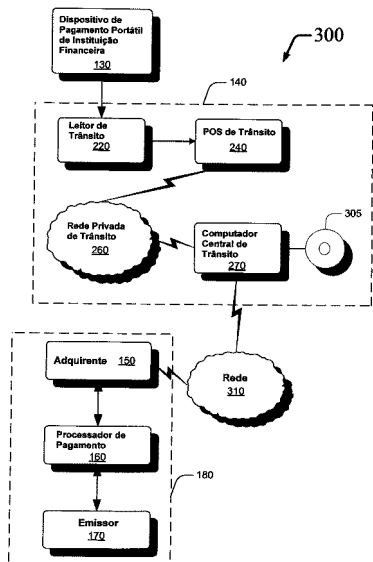 Dispositivo de
Pagamento Portátil
de Instituição
Financeira
130
300
140
Leitor de
Trânsito
220
POS de Trânsito
240
Rede Privada
de Trânsito
260
Computador
Central de
Trânsito
270
305
Adquirente 150
Rede
310
Processador de
Pagamento
160
180
Emissor
170